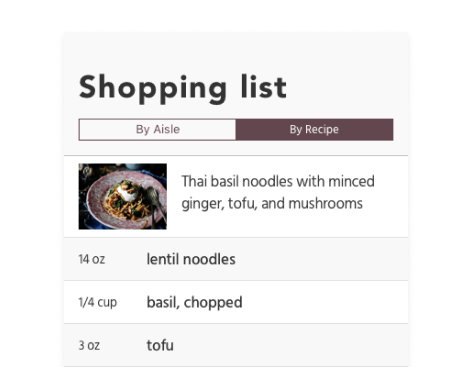 Shopping list
By Aisle
By Recipe
Thai basil noodles with minced
ginger, tofu, and mushrooms
14 oz
lentil noodles
1/4 cup
basil, chopped
3 oz
tofu